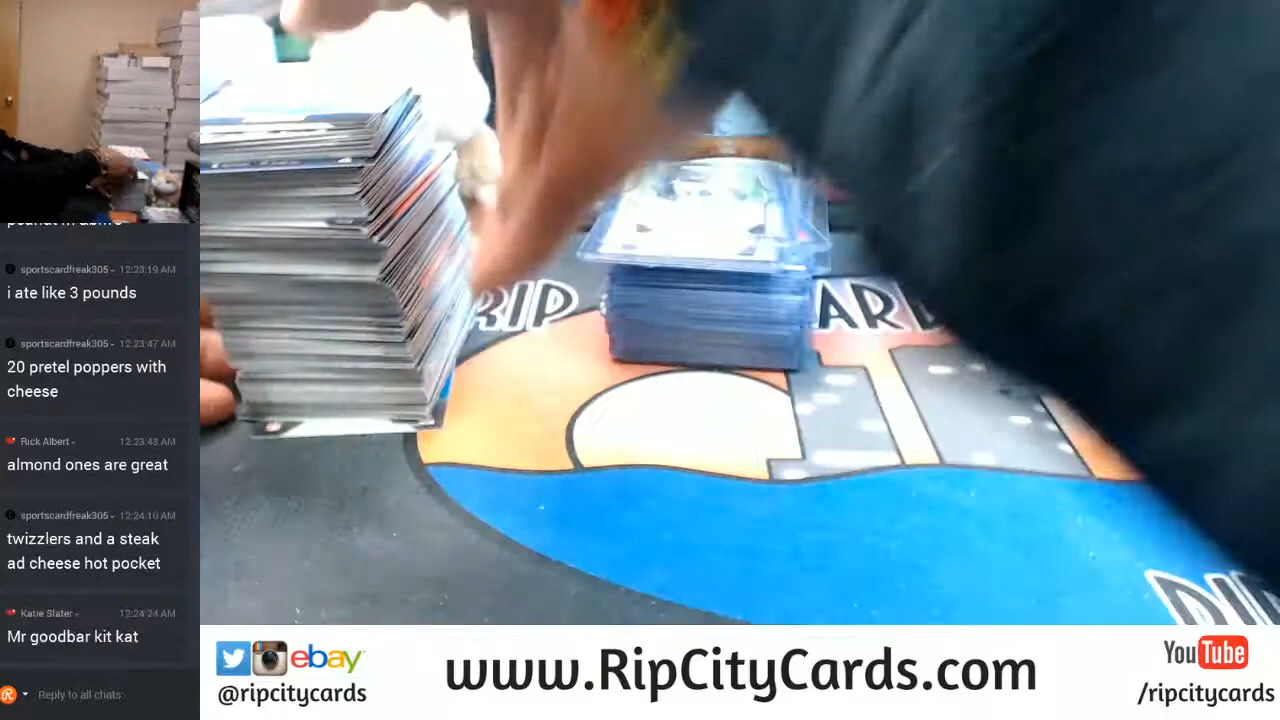 sportscardfreak305 - 12:23:19 AM
i ate like 3 pounds
sportscardfreak305 - 12:23:47 AM
20 pretel poppers with
cheese
Rick Albert - 12:23:43 AM
almond ones are great
sportscardfreak305 - 12:24:10 AM
twizzlers and a steak
ad cheese hot pocket
Katie Slater - 12:24:24 AM
Mr goodbar kit kat
Reply to all chats
RIP
ebay
@ripcitycards
www.RipCityCards.com
YouTube
/ripcitycards